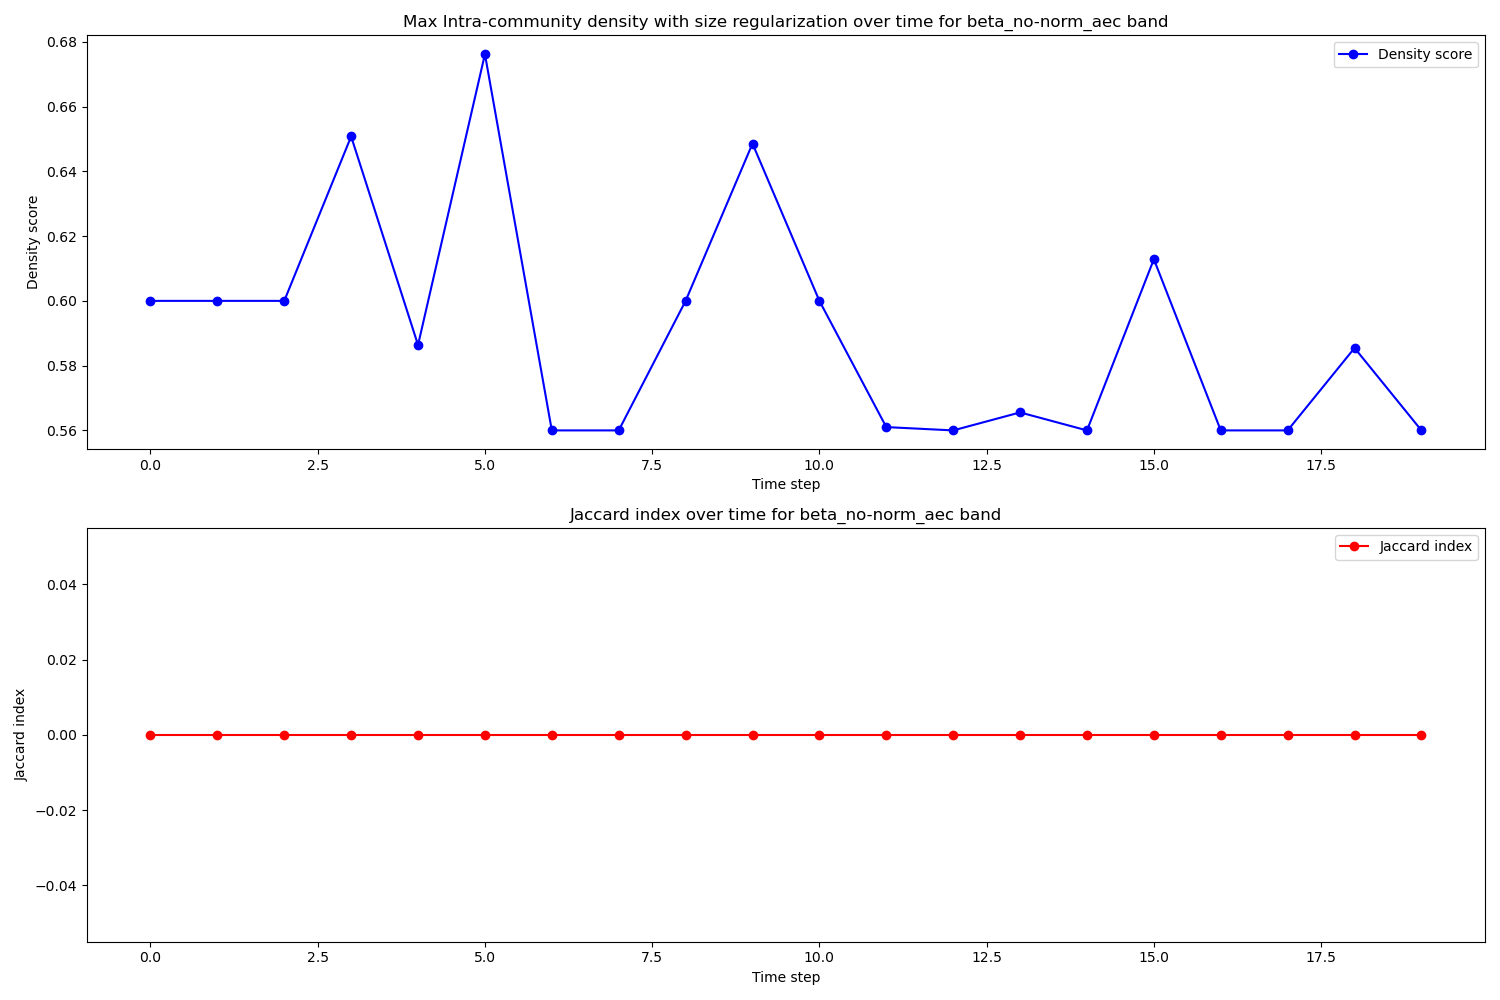 Max Intra-community density with size regularization over time for beta_no-norm_aec band
Density score
0.68
0.66
0.64
0.62
0.60
0.58
0.56
Density score
0.0 2.5 5.0 7.5 10.0 12.5 15.0 17.5
Time step
Jaccard index over time for beta_no-norm_aec band
Jaccard index
0.04
0.02
0.00
−0.02
−0.04
Jaccard index
0.0 2.5 5.0 7.5 10.0 12.5 15.0 17.5
Time step